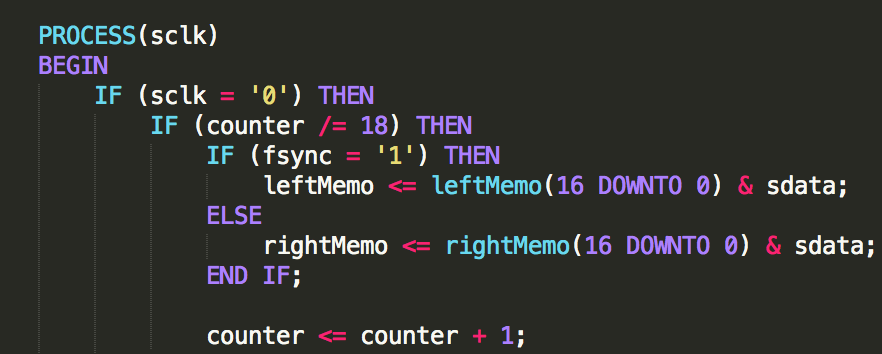 PROCESS(sclk)
BEGIN
IF (sclk = '0') THEN
IF (counter /= 18) THEN
IF (fsync = '1') THEN
leftMemo <= leftMemo(16 DOWNTO 0) & sdata;
ELSE
rightMemo <= rightMemo(16 DOWNTO 0) & sdata;
END IF;
counter <= counter + 1;